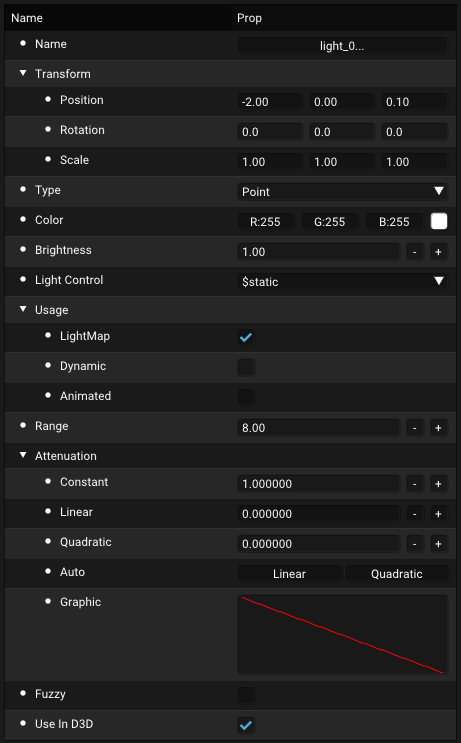 Name Prop
Name light_0...
Transform
Position -2.00 0.00 0.10
Rotation 0.0 0.0 0.0
Scale 1.00 1.00 1.00
Type Point
Color R:255 G:255 B:255
Brightness 1.00 - +
Light Control $static
Usage
LightMap
Dynamic
Animated
Range 8.00 - +
Attenuation
Constant 1.000000 - +
Linear 0.000000 - +
Quadratic 0.000000 - +
Auto Linear Quadratic
Graphic
Fuzzy
Use In D3D